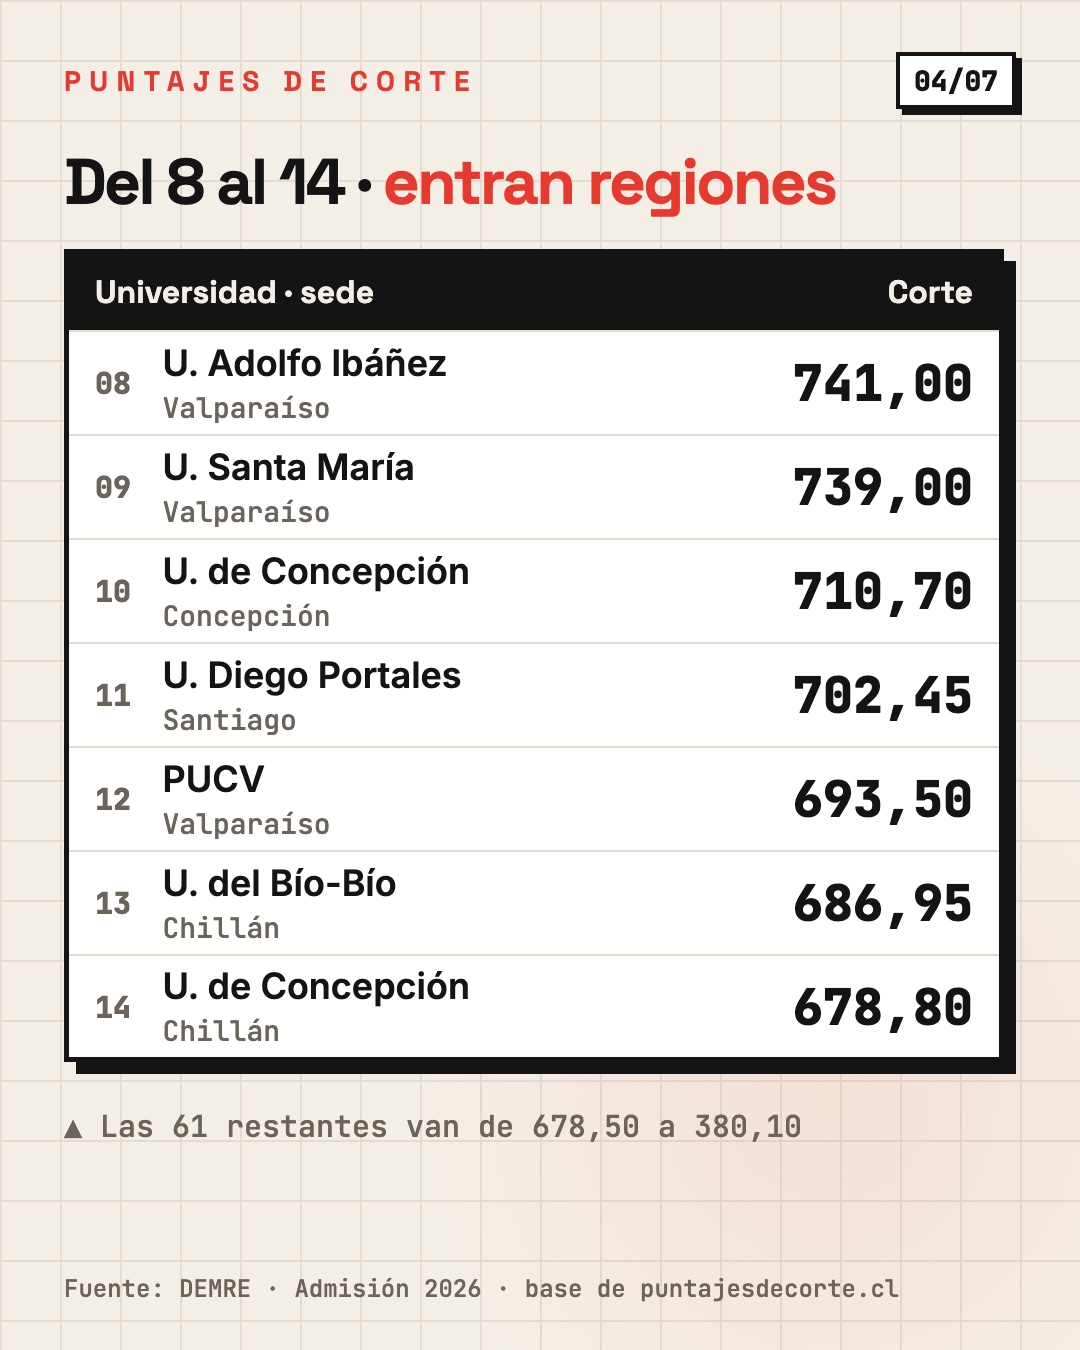 PUNTAJES DE CORTE
04/07
Del 8 al 14 · entran regiones
Universidad · sede Corte
08 U. Adolfo Ibáñez 741,00
Valparaíso
09 U. Santa María 739,00
Valparaíso
10 U. de Concepción 710,70
Concepción
11 U. Diego Portales 702,45
Santiago
12 PUCV 693,50
Valparaíso
13 U. del Bío-Bío 686,95
Chillán
14 U. de Concepción 678,80
Chillán
▲ Las 61 restantes van de 678,50 a 380,10
Fuente: DEMRE · Admisión 2026 · base de puntajesdecorte.cl